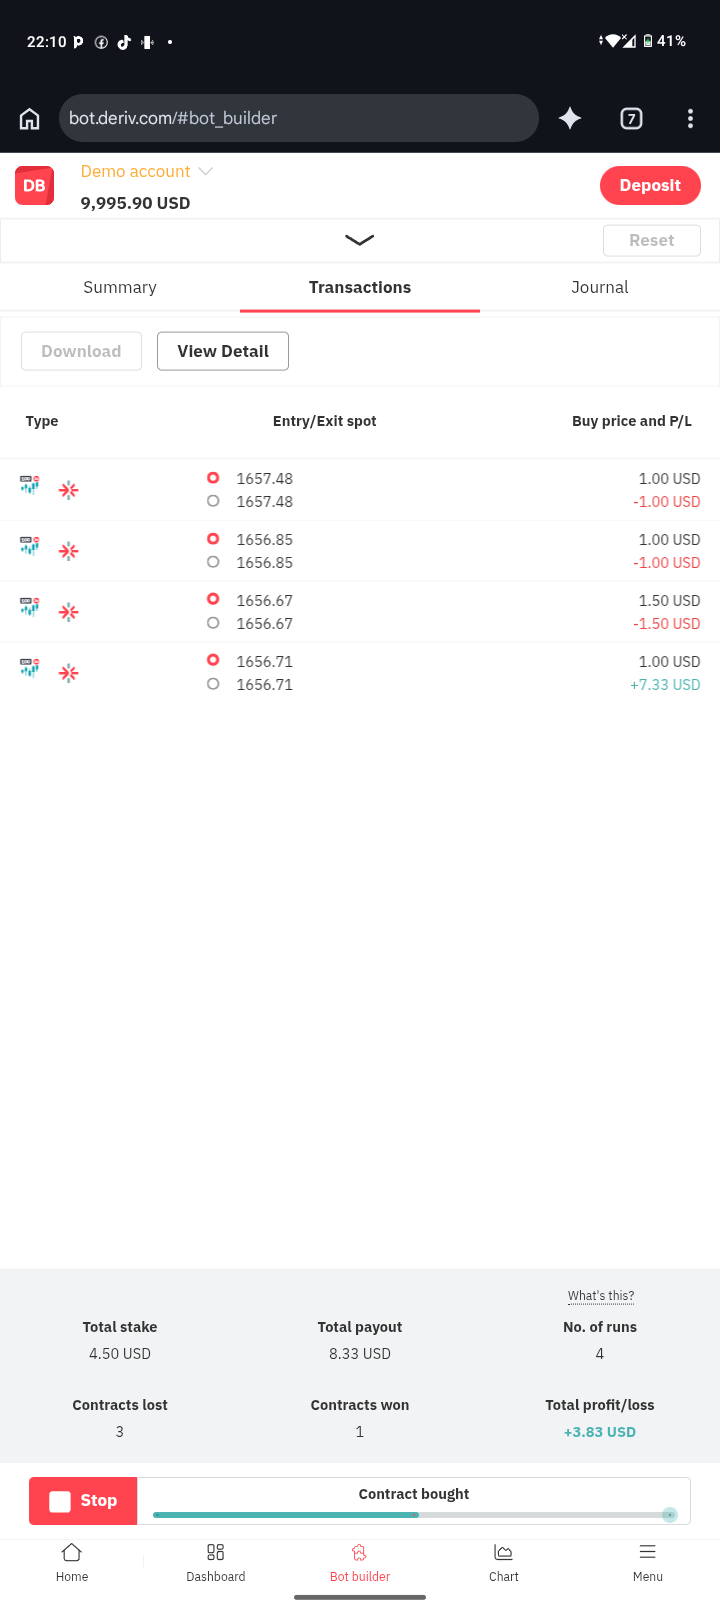 22:10
41%
bot.deriv.com/#bot_builder
7
DB
Demo account
9,995.90 USD
Deposit
Reset
Summary Transactions Journal
Download View Detail
Type Entry/Exit spot Buy price and P/L
1657.48 1.00 USD
1657.48 -1.00 USD
1656.85 1.00 USD
1656.85 -1.00 USD
1656.67 1.50 USD
1656.67 -1.50 USD
1656.71 1.00 USD
1656.71 +7.33 USD
What's this?
Total stake Total payout No. of runs
4.50 USD 8.33 USD 4
Contracts lost Contracts won Total profit/loss
3 1 +3.83 USD
Stop
Contract bought
Home Dashboard Bot builder Chart Menu